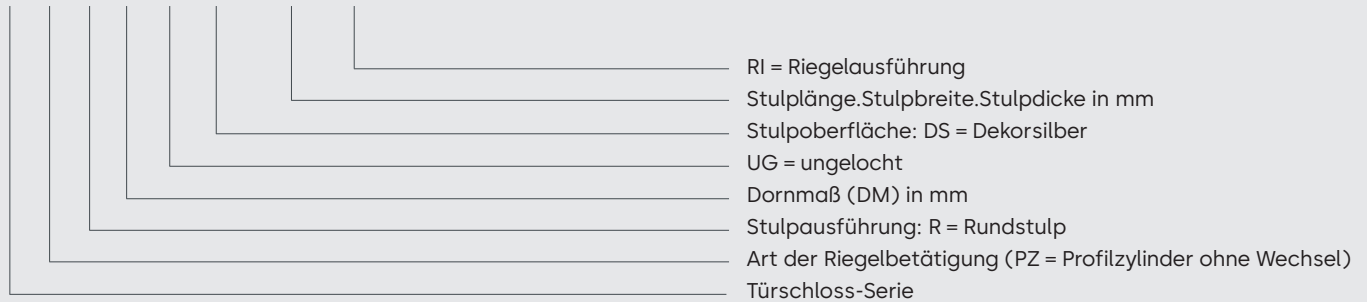 RI = Riegelausführung
Stulplänge.Stulpbreite.Stulpdicke in mm
Stulpoberfläche: DS = Dekorsilber
UG = ungelocht
Dornmaß (DM) in mm
Stulpausführung: R = Rundstulp
Art der Riegelbetätigung (PZ = Profilzylinder ohne Wechsel)
Türschloss-Serie